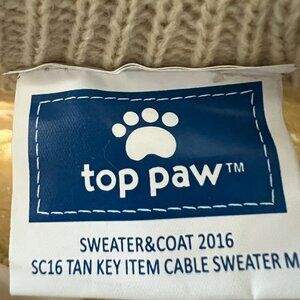 top paw™
SWEATER&COAT 2016
SC16 TAN KEY ITEM CABLE SWEATER M